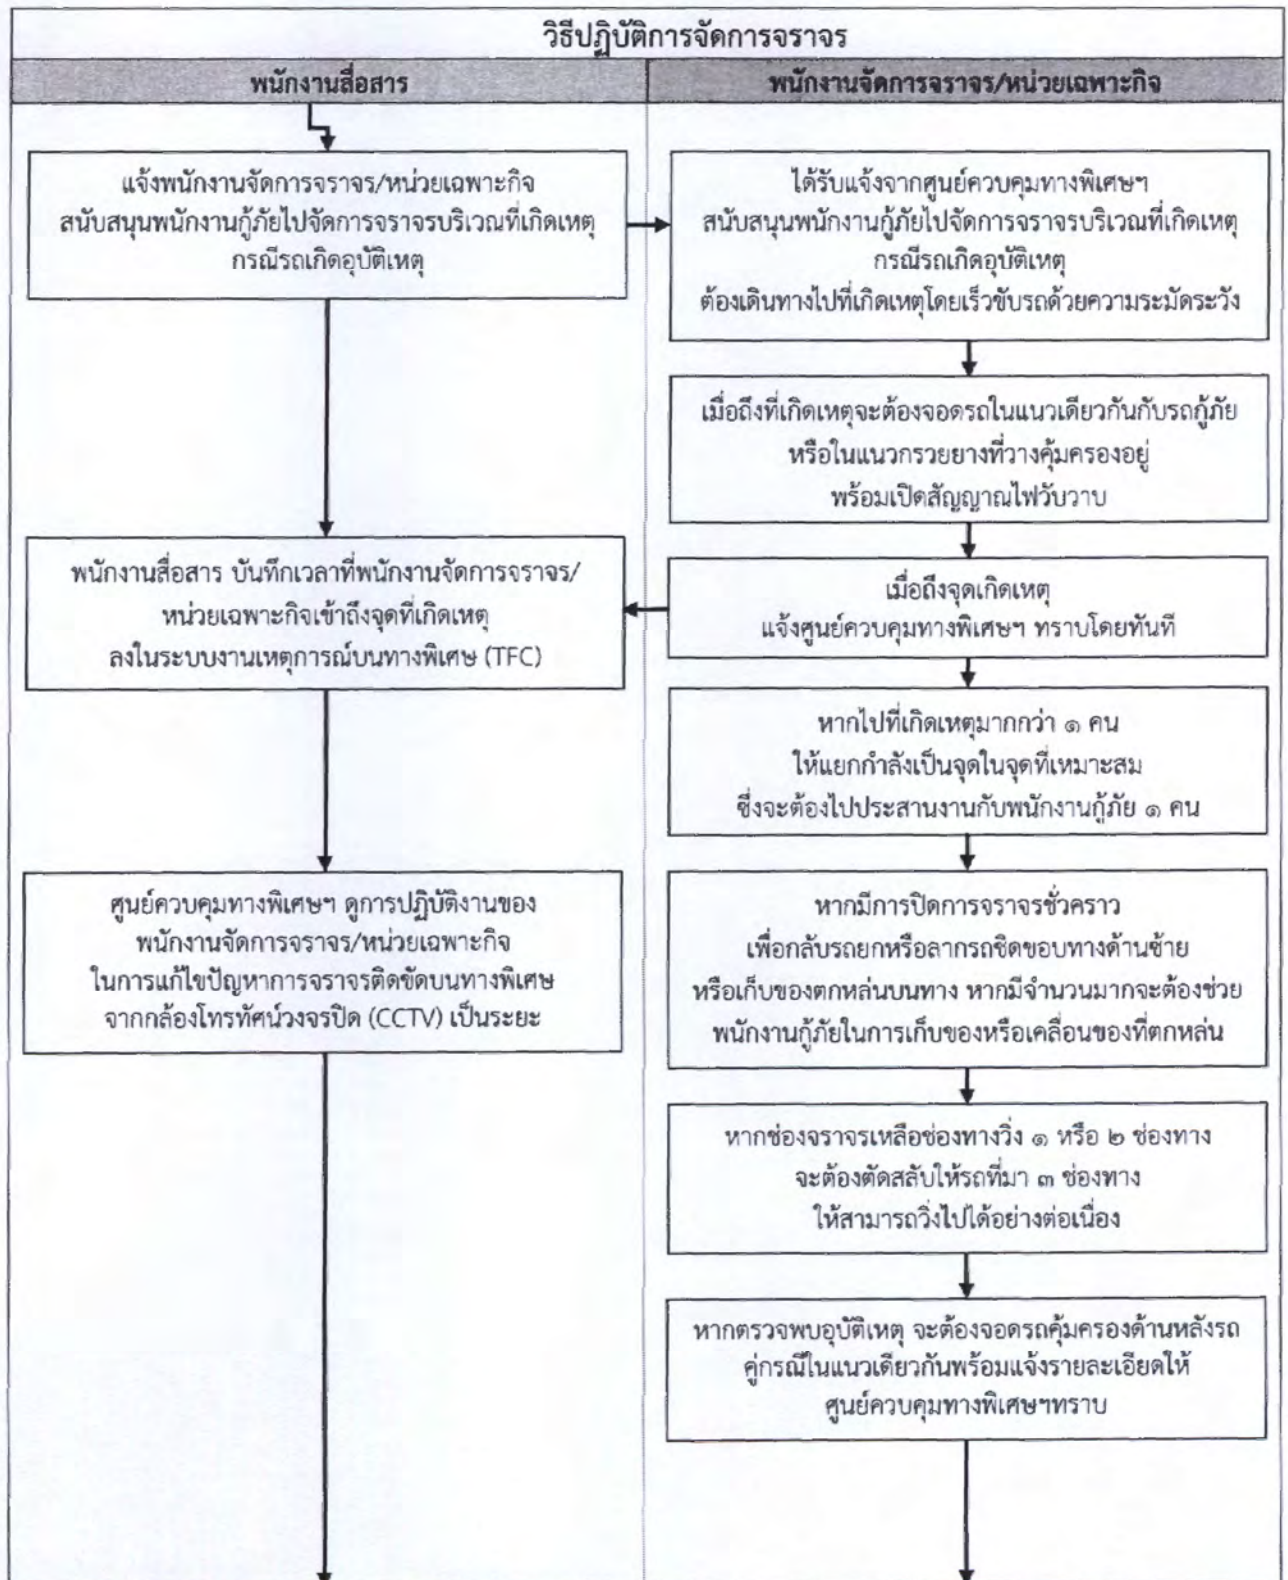 วิธีปฏิบัติการจัดการจราจร
พนักงานสื่อสาร
พนักงานจัดการจราจร/หน่วยเฉพาะกิจ
แจ้งพนักงานจัดการจราจร/หน่วยเฉพาะกิจ
สนับสนุนพนักงานกู้ภัยไปจัดการจราจรบริเวณที่เกิดเหตุ
กรณีรถเกิดอุบัติเหตุ
ได้รับแจ้งจากศูนย์ควบคุมทางพิเศษฯ
สนับสนุนพนักงานกู้ภัยไปจัดการจราจรบริเวณที่เกิดเหตุ
กรณีรถเกิดอุบัติเหตุ
ต้องเดินทางไปที่เกิดเหตุโดยเร็วขับรถด้วยความระมัดระวัง
เมื่อถึงที่เกิดเหตุจะต้องจอดรถในแนวเดียวกันกับรถกู้ภัย
หรือในแนวกรวยยางที่วางคุ้มครองอยู่
พร้อมเปิดสัญญาณไฟวับวาบ
พนักงานสื่อสาร บันทึกเวลาที่พนักงานจัดการจราจร/
หน่วยเฉพาะกิจเข้าถึงจุดที่เกิดเหตุ
ลงในระบบงานเหตุการณ์บนทางพิเศษ (TFC)
เมื่อถึงจุดเกิดเหตุ
แจ้งศูนย์ควบคุมทางพิเศษฯ ทราบโดยทันที
หากไปที่เกิดเหตุมากกว่า ๑ คน
ให้แยกกำลังเป็นจุดในจุดที่เหมาะสม
ซึ่งจะต้องไปประสานงานกับพนักงานกู้ภัย ๑ คน
ศูนย์ควบคุมทางพิเศษฯ ดูการปฏิบัติงานของ
พนักงานจัดการจราจร/หน่วยเฉพาะกิจ
ในการแก้ไขปัญหาการจราจรติดขัดบนทางพิเศษ
จากกล้องโทรทัศน์วงจรปิด (CCTV) เป็นระยะ
หากมีการปิดการจราจรชั่วคราว
เพื่อกลับรถยกหรือลากรถชิดขอบทางด้านซ้าย
หรือเก็บของตกหล่นบนทาง หากมีจำนวนมากจะต้องช่วย
พนักงานกู้ภัยในการเก็บของหรือเคลื่อนของที่ตกหล่น
หากช่องจราจรเหลือช่องทางวิ่ง ๑ หรือ ๒ ช่องทาง
จะต้องตัดสลับให้รถที่มา ๓ ช่องทาง
ให้สามารถวิ่งไปได้อย่างต่อเนื่อง
หากตรวจพบอุบัติเหตุ จะต้องจอดรถคุ้มครองด้านหลังรถ
คู่กรณีในแนวเดียวกันพร้อมแจ้งรายละเอียดให้
ศูนย์ควบคุมทางพิเศษฯทราบ